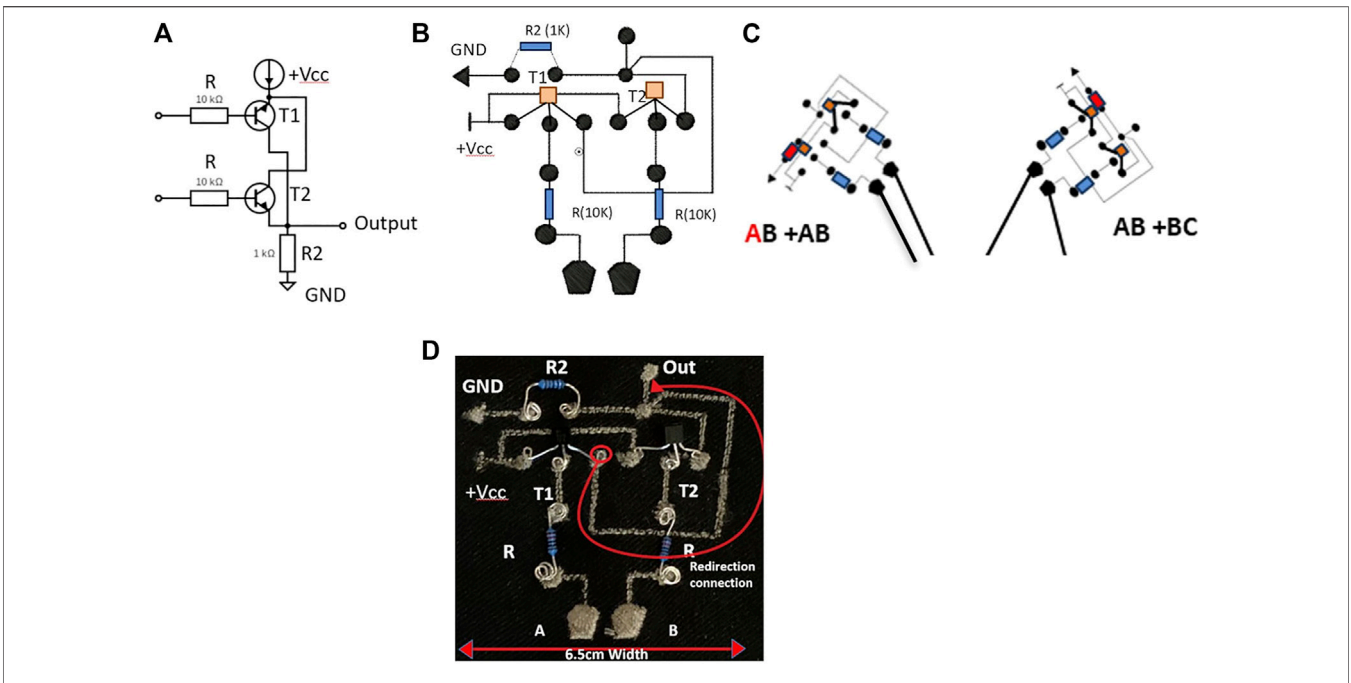 A
R
10 kΩ
+Vcc
T1
R
10 kΩ
T2
Output
1 kΩ
R2
GND
B
R2 (1K)
GND
T1
T2
+Vcc
R(10K)
R(10K)
C
AB +AB
AB +BC
D
R2
Out
GND
+Vcc
T1
T2
R
R
Redirection
connection
A
B
6.5cm Width